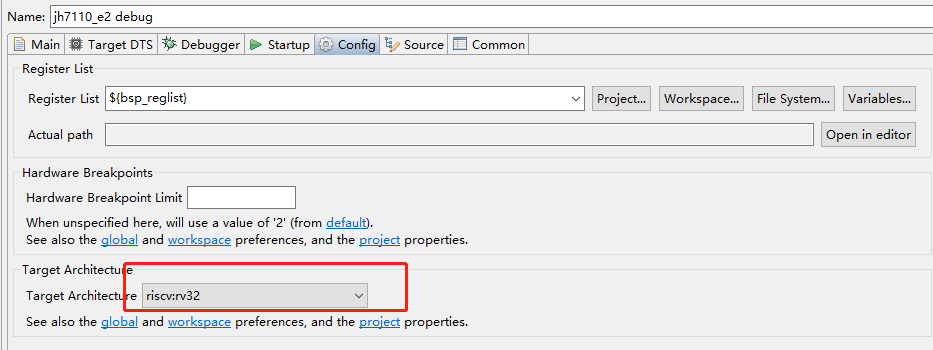 Name: jh7110_e2 debug
Main Target DTS Debugger Startup Config Source Common
Register List
Register List ${bsp_reglist} Project... Workspace... File System... Variables...
Actual path Open in editor
Hardware Breakpoints
Hardware Breakpoint Limit
When unspecified here, will use a value of '2' (from default).
See also the global and workspace preferences, and the project properties.
Target Architecture
Target Architecture riscv:rv32
See also the global and workspace preferences, and the project properties.